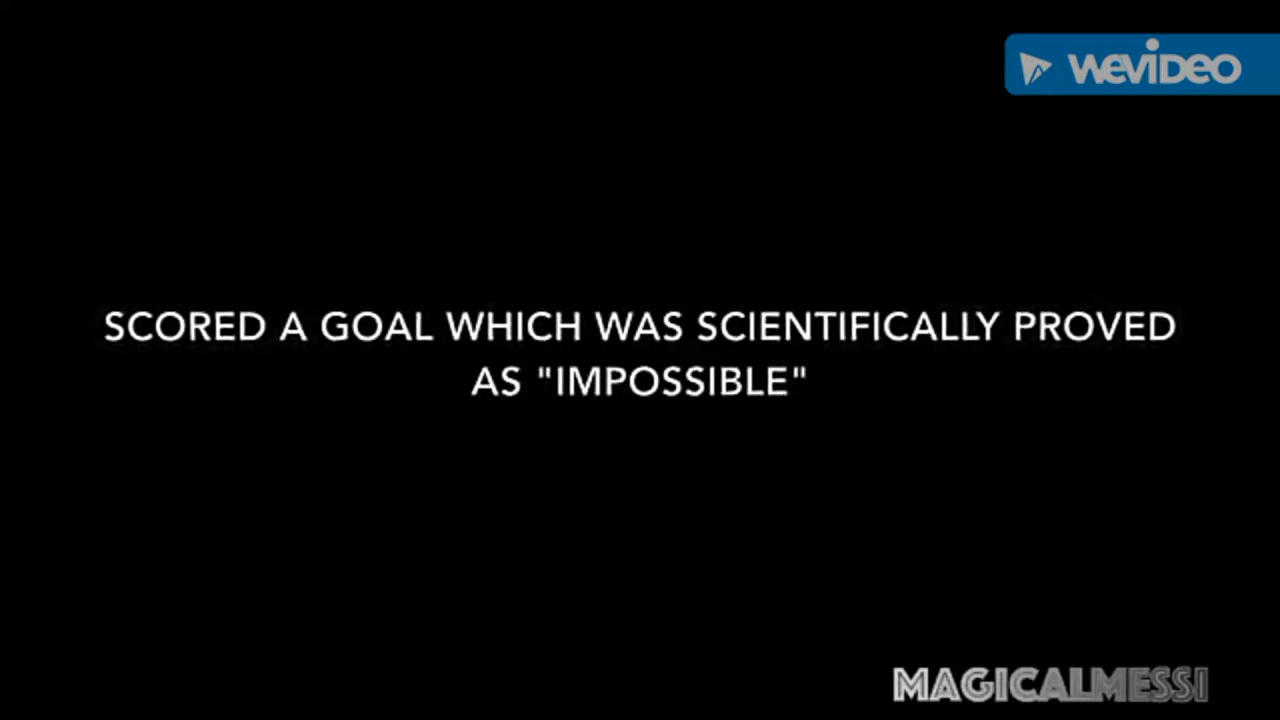 WEVIDEO
SCORED A GOAL WHICH WAS SCIENTIFICALLY PROVED
AS "IMPOSSIBLE"
MAGICALMESSI